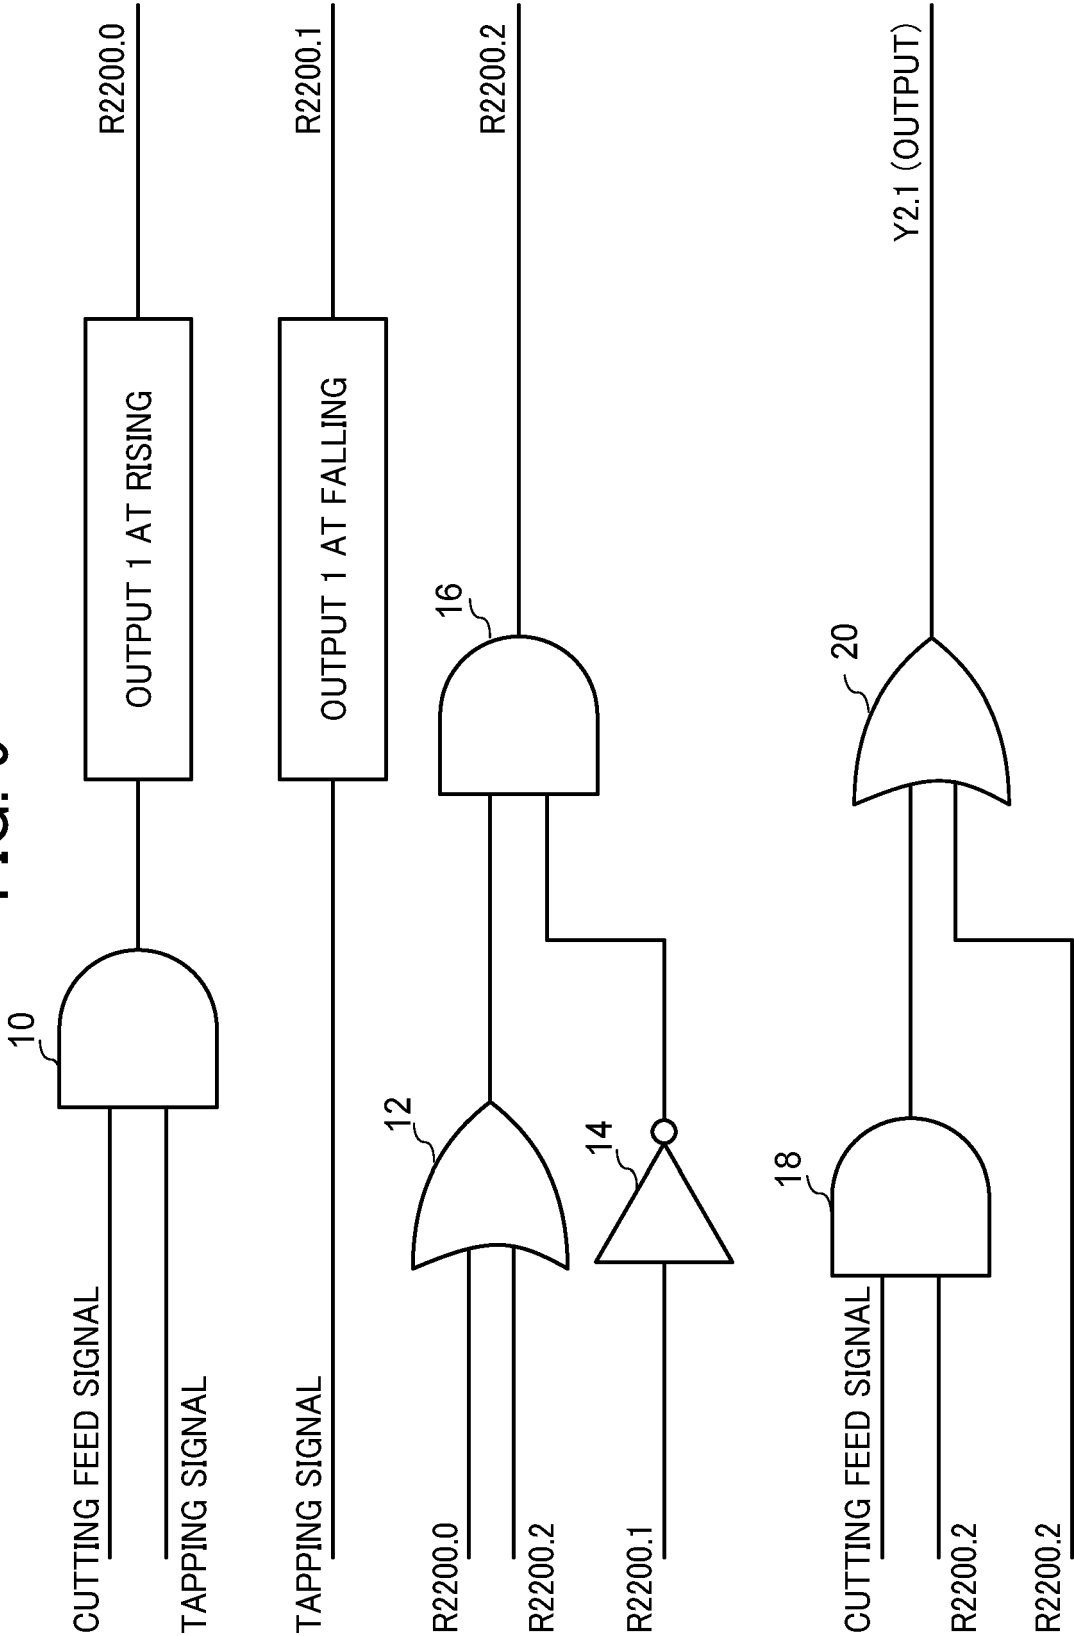 10
CUTTING FEED SIGNAL
TAPPING SIGNAL
OUTPUT 1 AT RISING
R2200.0
TAPPING SIGNAL
OUTPUT 1 AT FALLING
R2200.1
R2200.0
R2200.2
12
R2200.1
14
16
R2200.2
CUTTING FEED SIGNAL
R2200.2
18
R2200.2
20
Y2.1 (OUTPUT)